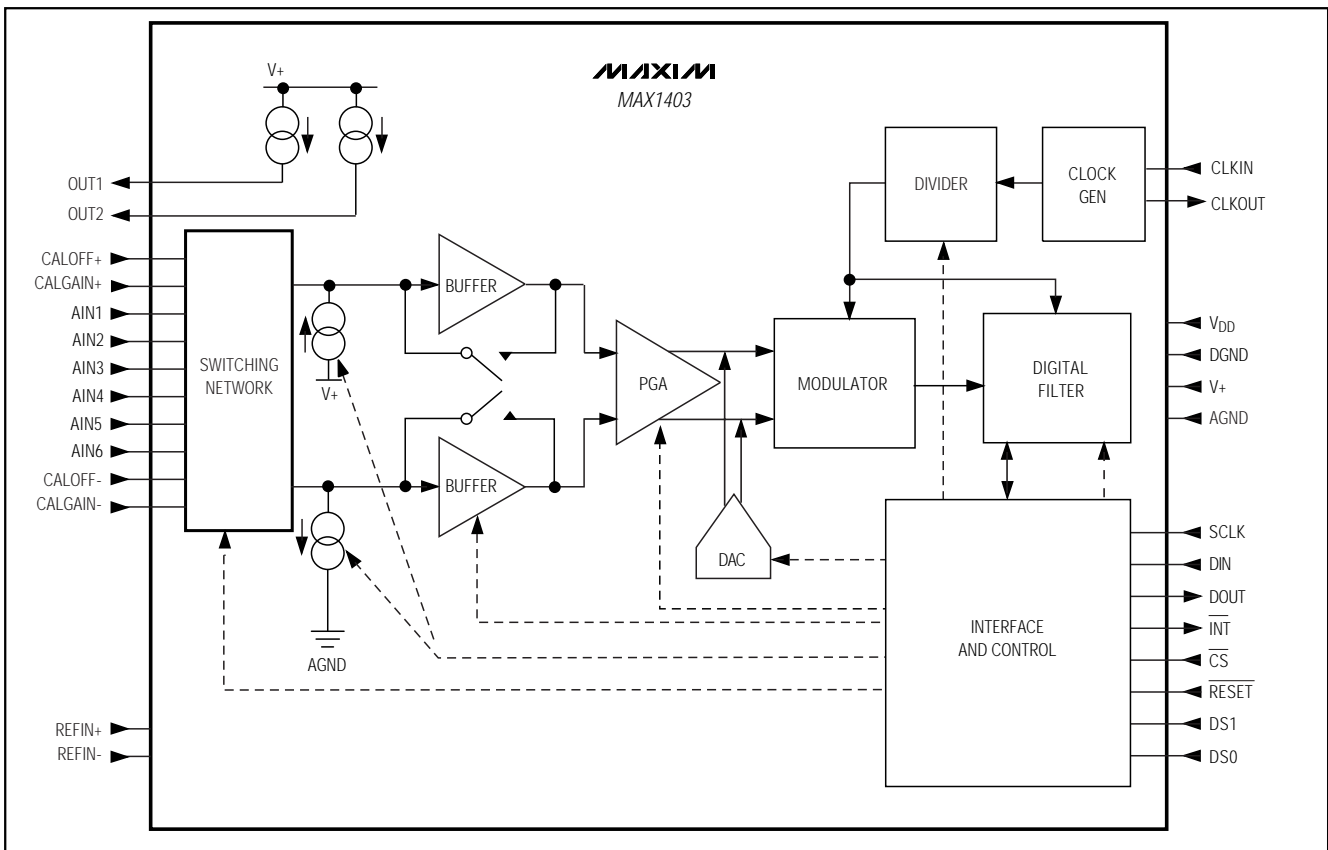 MAXIM
MAX1403
V+
OUT1
OUT2
CALOFF+
CALGAIN+
AIN1
AIN2
AIN3
AIN4
AIN5
AIN6
CALOFF-
CALGAIN-
REFIN+
REFIN-
SWITCHING
NETWORK
V+
AGND
BUFFER
BUFFER
PGA
DAC
MODULATOR
DIVIDER
CLOCK
GEN
DIGITAL
FILTER
INTERFACE
AND CONTROL
CLKIN
CLKOUT
VDD
DGND
V+
AGND
SCLK
DIN
DOUT
INT
CS
RESET
DS1
DS0